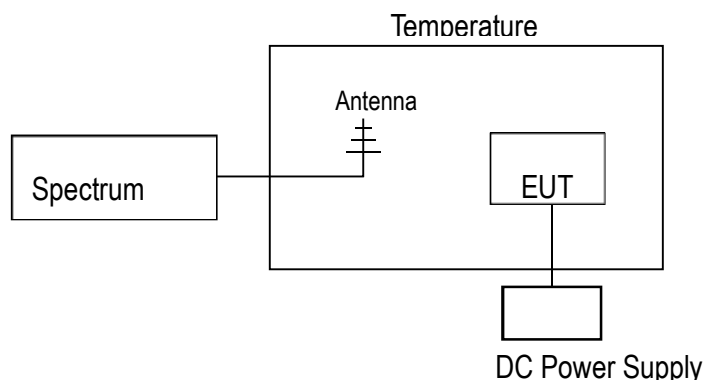 Temperature
Antenna
Spectrum
EUT
DC Power Supply